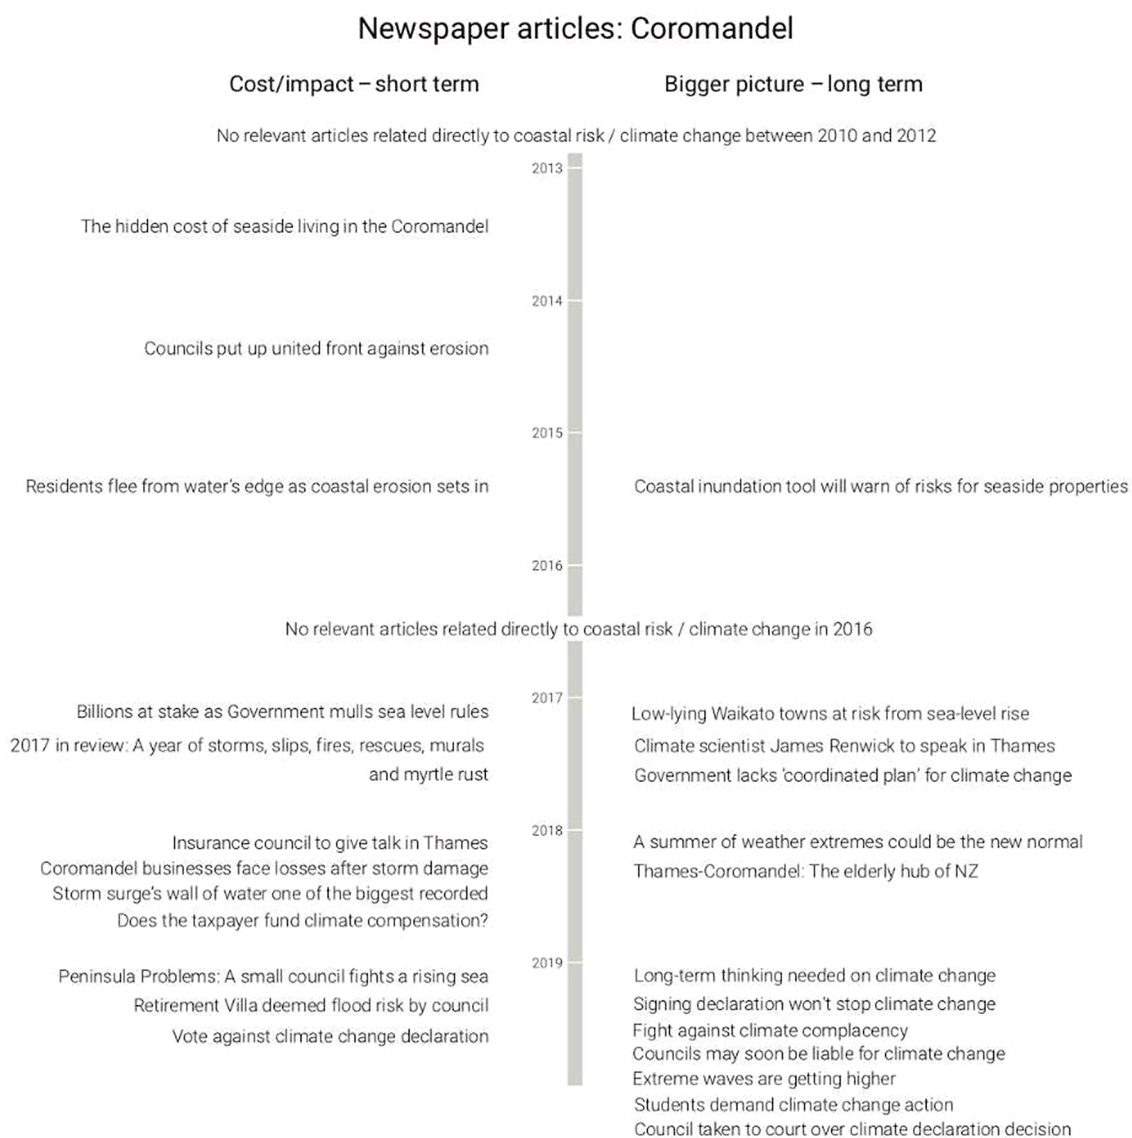 Newspaper articles: Coromandel
Cost/impact – short term
Bigger picture – long term
No relevant articles related directly to coastal risk / climate change between 2010 and 2012
2013
The hidden cost of seaside living in the Coromandel
2014
Councils put up united front against erosion
2015
Residents flee from water's edge as coastal erosion sets in
Coastal inundation tool will warn of risks for seaside properties
2016
No relevant articles related directly to coastal risk / climate change in 2016
2017
Billions at stake as Government mulls sea level rules
2017 in review: A year of storms, slips, fires, rescues, murals
and myrtle rust
Low-lying Waikato towns at risk from sea-level rise
Climate scientist James Renwick to speak in Thames
Government lacks 'coordinated plan' for climate change
2018
Insurance council to give talk in Thames
Coromandel businesses face losses after storm damage
Storm surge's wall of water one of the biggest recorded
Does the taxpayer fund climate compensation?
A summer of weather extremes could be the new normal
Thames-Coromandel: The elderly hub of NZ
2019
Peninsula Problems: A small council fights a rising sea
Retirement Villa deemed flood risk by council
Vote against climate change declaration
Long-term thinking needed on climate change
Signing declaration won't stop climate change
Fight against climate complacency
Councils may soon be liable for climate change
Extreme waves are getting higher
Students demand climate change action
Council taken to court over climate declaration decision